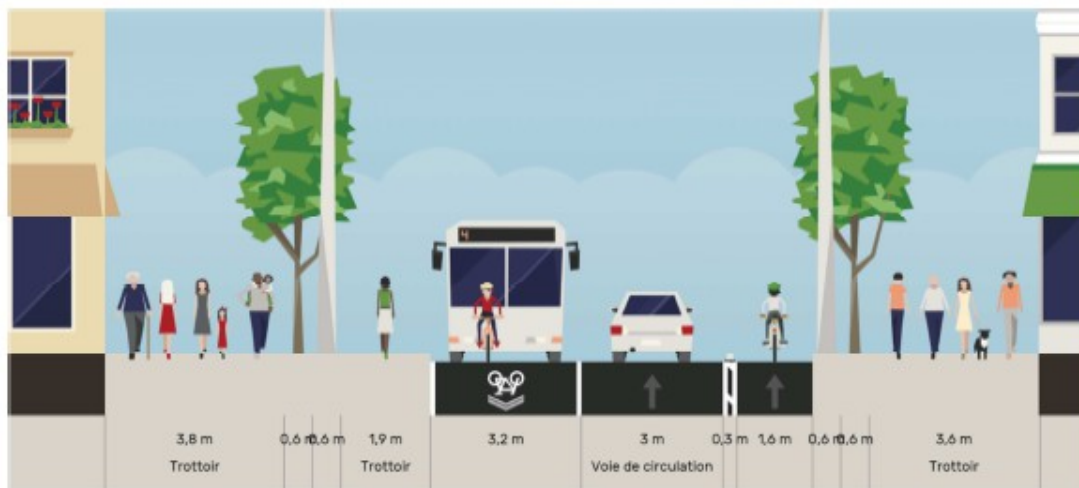 4
3,8 m
0,6 m
0,6 m
1,9 m
3,2 m
3 m
0,3 m
1,6 m
0,6 m
0,6 m
3,6 m
Trottoir
Trottoir
Voie de circulation
Trottoir